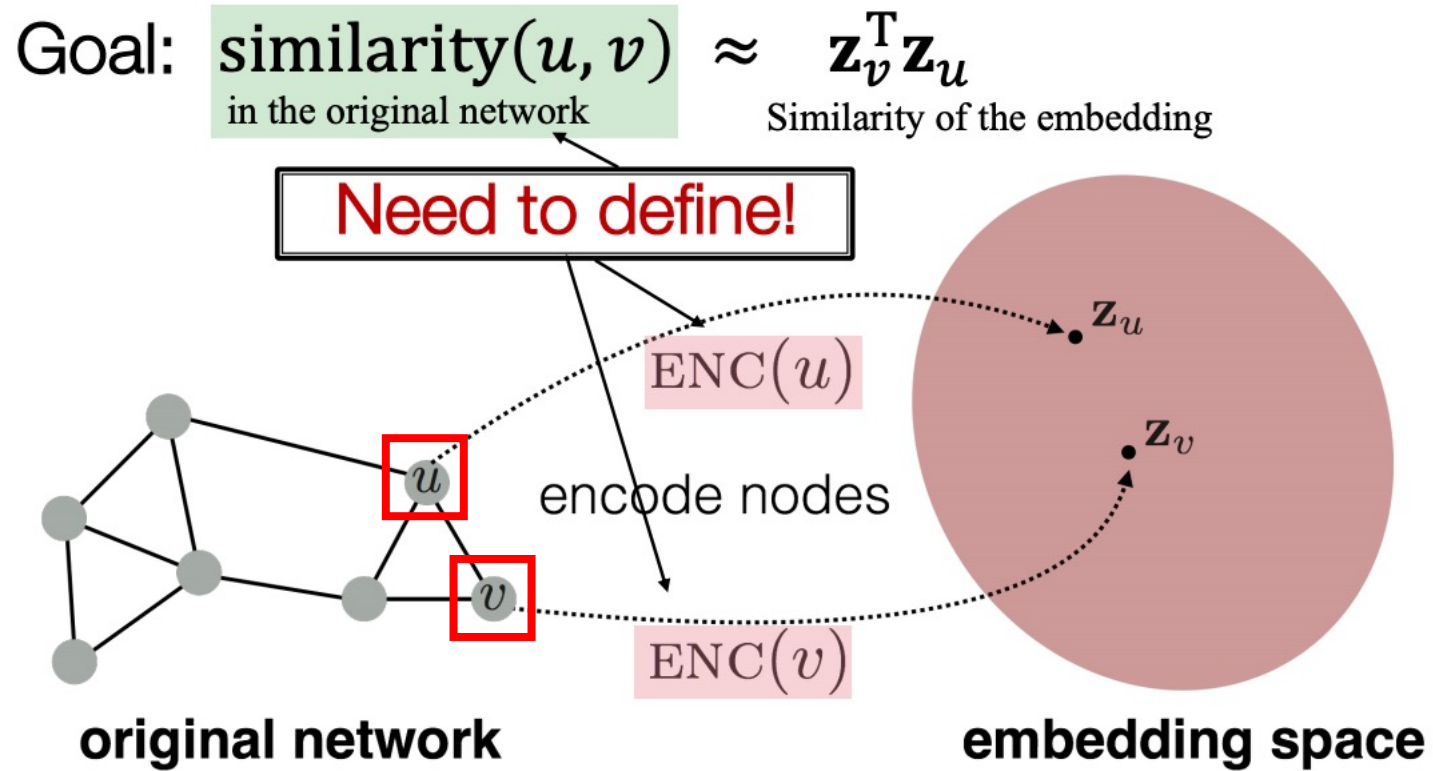 Goal: similarity(u, v) ≈ z_v^T z_u
in the original network
Similarity of the embedding
Need to define!
z_u
ENC(u)
z_v
u
encode nodes
v
ENC(v)
original network
embedding space